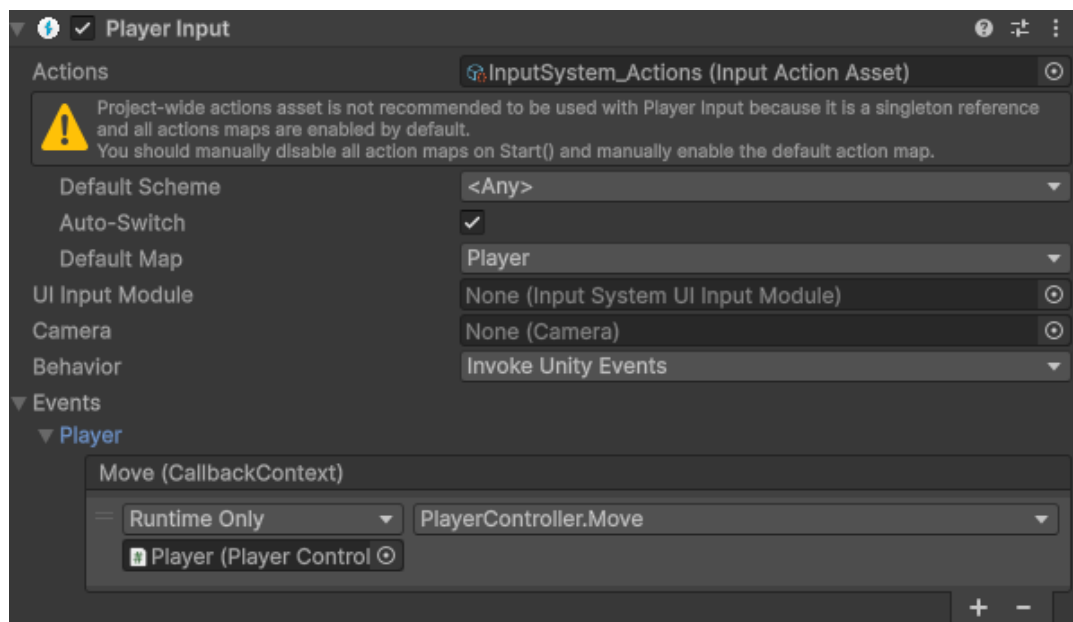 Player Input
Actions InputSystem_Actions (Input Action Asset)
Project-wide actions asset is not recommended to be used with Player Input because it is a singleton reference
and all actions maps are enabled by default.
You should manually disable all action maps on Start() and manually enable the default action map.
Default Scheme <Any>
Auto-Switch
Default Map Player
UI Input Module None (Input System UI Input Module)
Camera None (Camera)
Behavior Invoke Unity Events
Events
Player
Move (CallbackContext)
Runtime Only PlayerController.Move
Player (Player Control